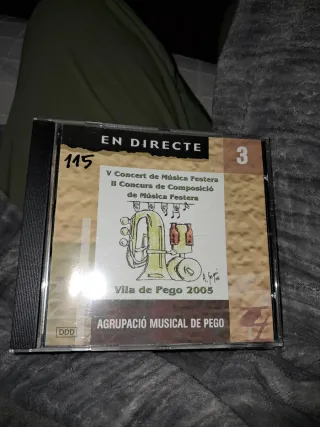 EN DIRECTE
3
115
V Concert de Música Festera
II Concurs de Composició
de Música Festera
Vila de Pego 2005
DDD
AGRUPACIÓ MUSICAL DE PEGO